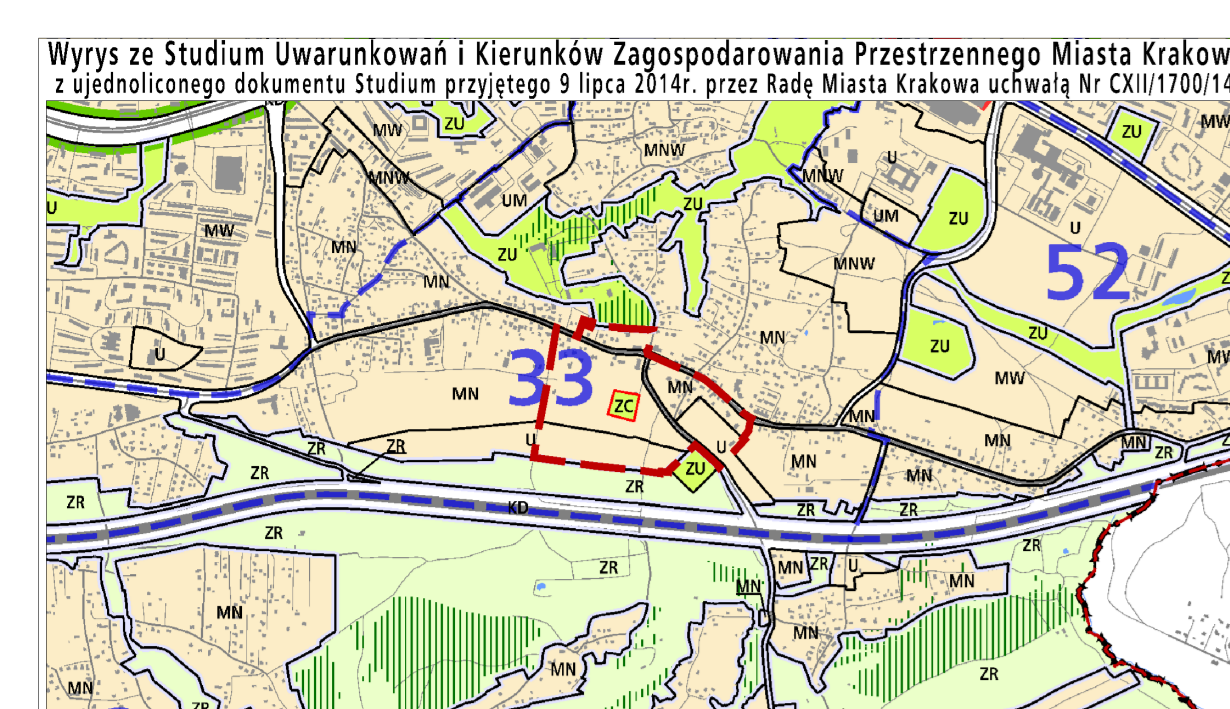 Wyrys ze Studium Uwarunkowań i Kierunków Zagospodarowania Przestrzennego Miasta Krakow
z ujednoliconego dokumentu Studium przyjętego 9 lipca 2014r. przez Radę Miasta Krakowa uchwałą Nr CXII/1700/14
MW
ZU
ZU
MW
MNW
U
MNW
MNW
UM
ZU
U
MW
UM
ZU
U
MN
ZU
MNW
52
MN
ZU
MN
ZU
U
33
MW
MN
MW
MN
ZC
MN
MN
U
U
MN
ZR
ZR
MN
ZR
ZR
ZU
MN
ZR
ZR
KD
ZR
ZR
ZR
ZR
ZR
MN
ZR
U
MN
MN
MN
MN
MN
ZR
MN
ZR